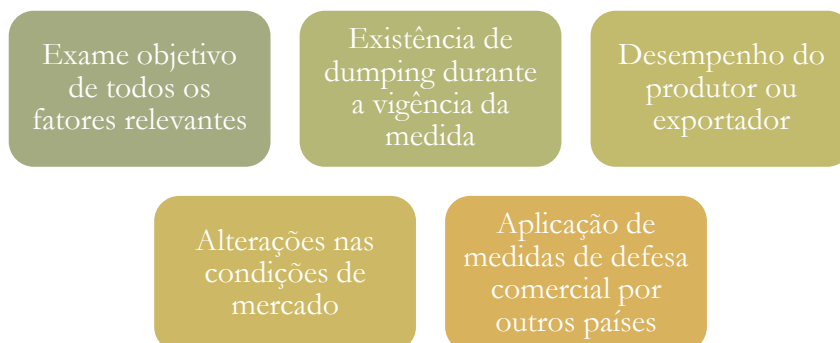 Exame objetivo
de todos os
fatores relevantes
Existência de
dumping durante
a vigência da
medida
Desempenho do
produtor ou
exportador
Alterações nas
condições de
mercado
Aplicação de
medidas de defesa
comercial por
outros países